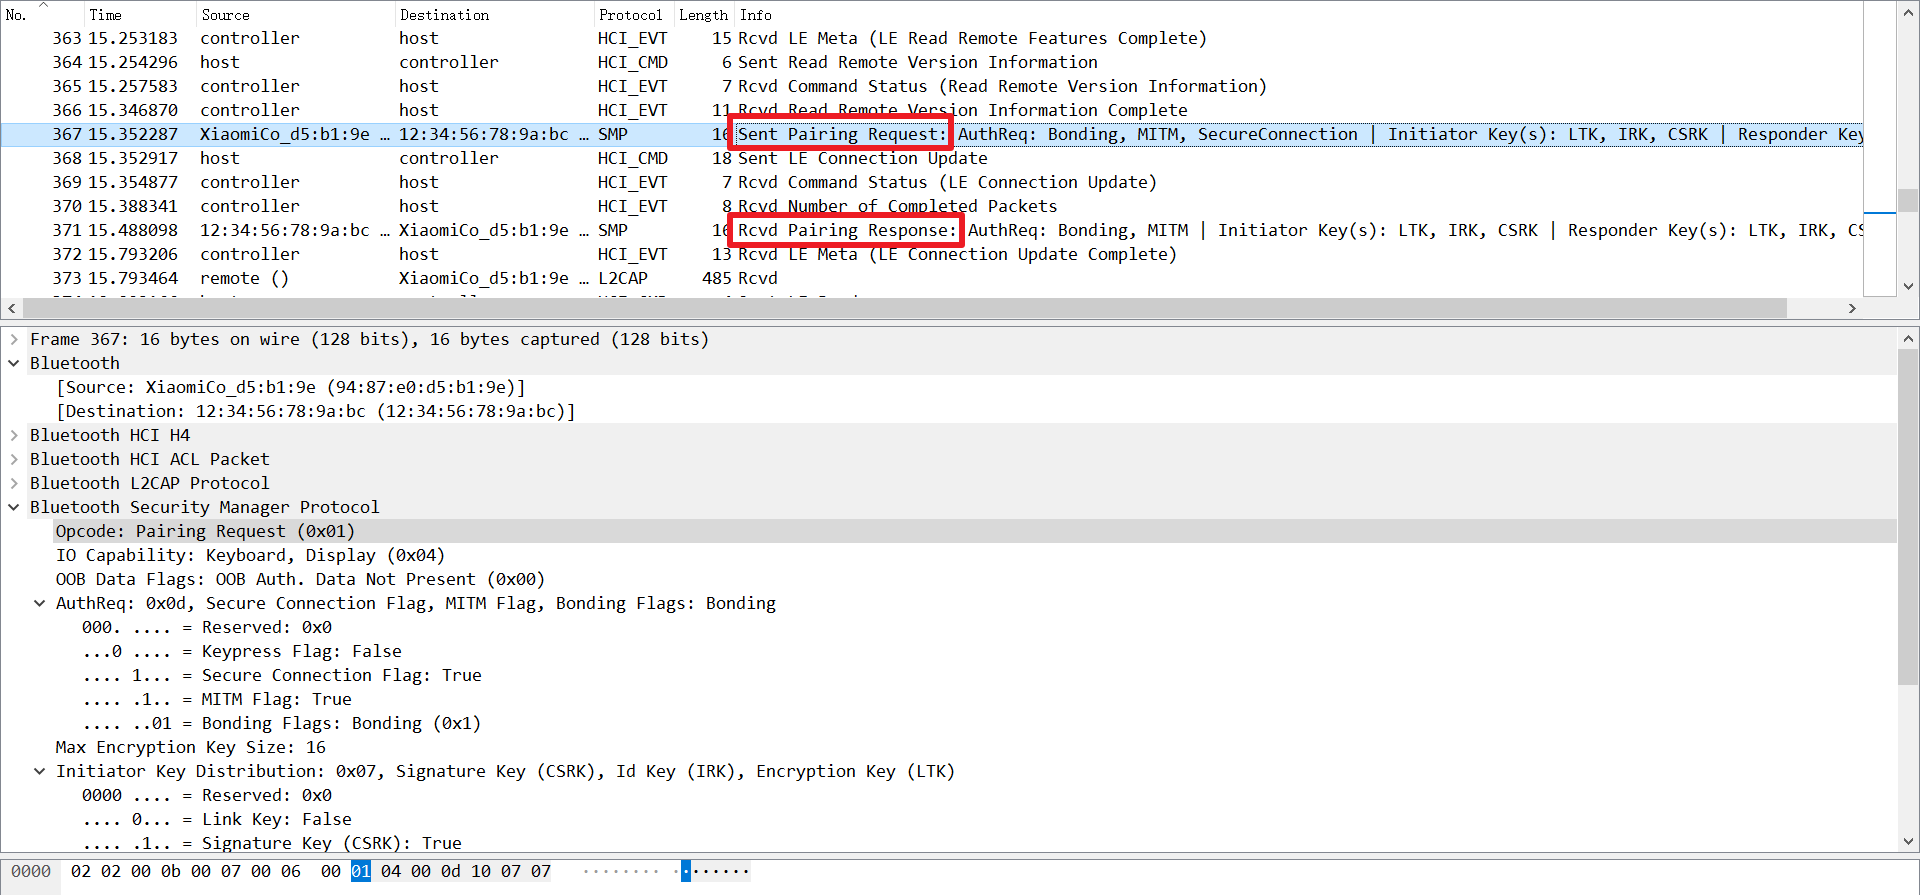 No. Time Source Destination Protocol Length Info
363 15.253183 controller host HCI_EVT 15 Rcvd LE Meta (LE Read Remote Features Complete)
364 15.254296 host controller HCI_CMD 6 Sent Read Remote Version Information
365 15.257583 controller host HCI_EVT 7 Rcvd Command Status (Read Remote Version Information)
366 15.346870 controller host HCI_EVT 11 Rcvd Read Remote Version Information Complete
367 15.352287 XiaomiCo_d5:b1:9e … 12:34:56:78:9a:bc … SMP 16 Sent Pairing Request: AuthReq: Bonding, MITM, SecureConnection | Initiator Key(s): LTK, IRK, CSRK | Responder Key
368 15.352917 host controller HCI_CMD 18 Sent LE Connection Update
369 15.354877 controller host HCI_EVT 7 Rcvd Command Status (LE Connection Update)
370 15.388341 controller host HCI_EVT 8 Rcvd Number of Completed Packets
371 15.488098 12:34:56:78:9a:bc … XiaomiCo_d5:b1:9e … SMP 16 Rcvd Pairing Response: AuthReq: Bonding, MITM | Initiator Key(s): LTK, IRK, CSRK | Responder Key(s): LTK, IRK, CS
372 15.793206 controller host HCI_EVT 13 Rcvd LE Meta (LE Connection Update Complete)
373 15.793464 remote () XiaomiCo_d5:b1:9e … L2CAP 485 Rcvd
Frame 367: 16 bytes on wire (128 bits), 16 bytes captured (128 bits)
Bluetooth
[Source: XiaomiCo_d5:b1:9e (94:87:e0:d5:b1:9e)]
[Destination: 12:34:56:78:9a:bc (12:34:56:78:9a:bc)]
Bluetooth HCI H4
Bluetooth HCI ACL Packet
Bluetooth L2CAP Protocol
Bluetooth Security Manager Protocol
Opcode: Pairing Request (0x01)
IO Capability: Keyboard, Display (0x04)
OOB Data Flags: OOB Auth. Data Not Present (0x00)
AuthReq: 0x0d, Secure Connection Flag, MITM Flag, Bonding Flags: Bonding
000. .... = Reserved: 0x0
...0 .... = Keypress Flag: False
.... 1... = Secure Connection Flag: True
.... .1.. = MITM Flag: True
.... ..01 = Bonding Flags: Bonding (0x1)
Max Encryption Key Size: 16
Initiator Key Distribution: 0x07, Signature Key (CSRK), Id Key (IRK), Encryption Key (LTK)
0000 .... = Reserved: 0x0
.... 0... = Link Key: False
.... .1.. = Signature Key (CSRK): True
0000 02 02 00 0b 00 07 00 06 00 01 04 00 0d 10 07 07 ········ ········